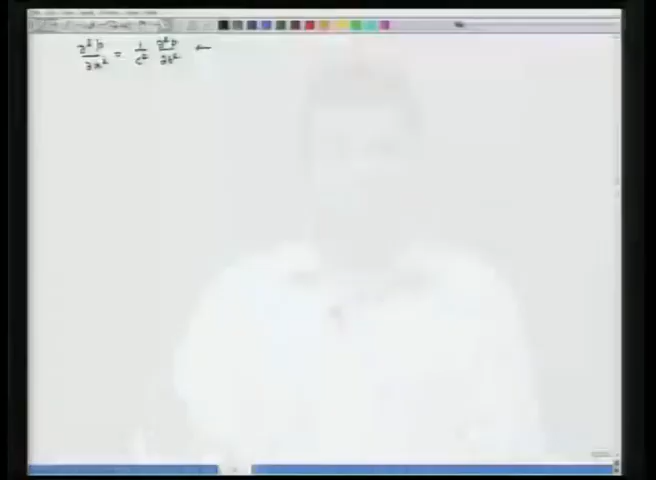 ∂²p/∂x² = 1/c² ∂²p/∂t² ←